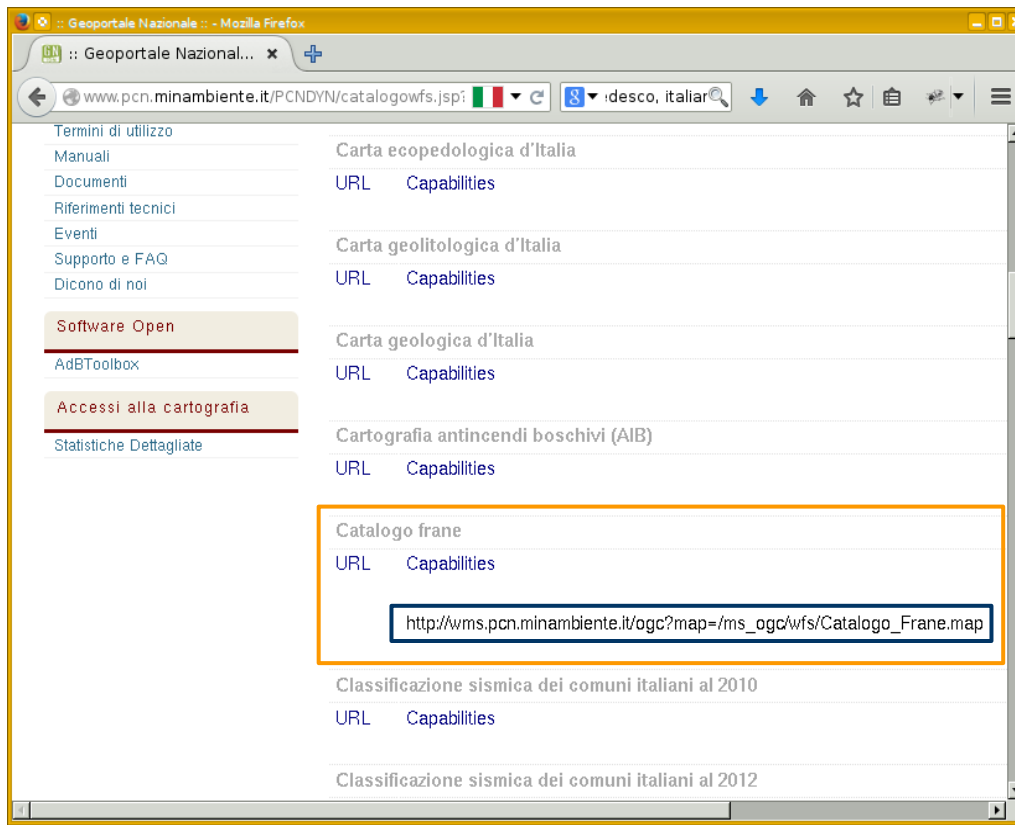 :: Geoportale Nazionale :: - Mozilla Firefox
:: Geoportale Nazional...
www.pcn.minambiente.it/PCNDYN/catalogowfs.jsp?
desco, italiar
Termini di utilizzo
Manuali
Documenti
Riferimenti tecnici
Eventi
Supporto e FAQ
Dicono di noi
Software Open
AdBToolbox
Accessi alla cartografia
Statistiche Dettagliate
Carta ecopedologica d'Italia
URL Capabilities
Carta geolitologica d'Italia
URL Capabilities
Carta geologica d'Italia
URL Capabilities
Cartografia antincendi boschivi (AIB)
URL Capabilities
Catalogo frane
URL Capabilities
http://wms.pcn.minambiente.it/ogc?map=/ms_ogc/wfs/Catalogo_Frane.map
Classificazione sismica dei comuni italiani al 2010
URL Capabilities
Classificazione sismica dei comuni italiani al 2012